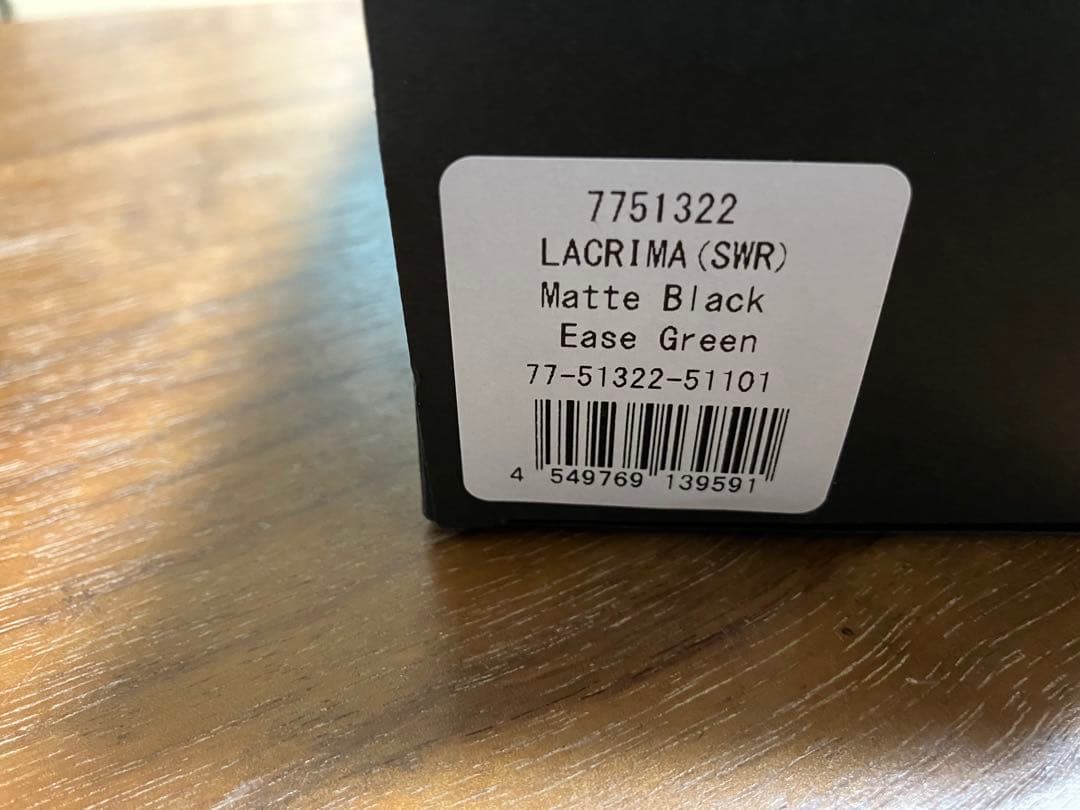 7751322
LACRIMA(SWR)
Matte Black
Ease Green
77-51322-51101
4 549769 139591